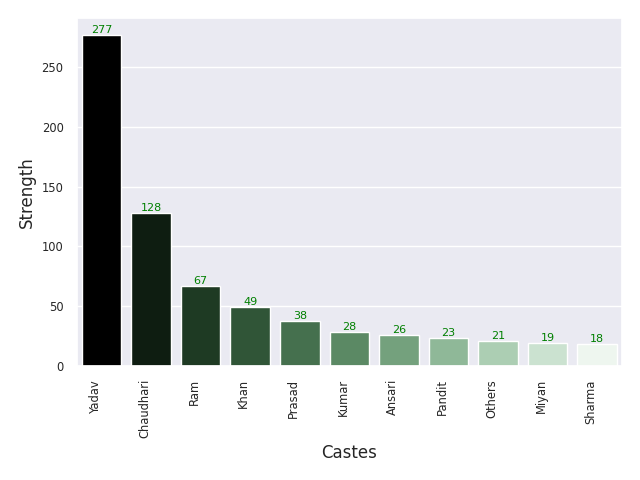 277
250
200
150
128
100
67
50
49
38
28
26
23
21
19
18
0
Strength
Yadav
Chaudhari
Ram
Khan
Prasad
Kumar
Ansari
Pandit
Others
Miyan
Sharma
Castes